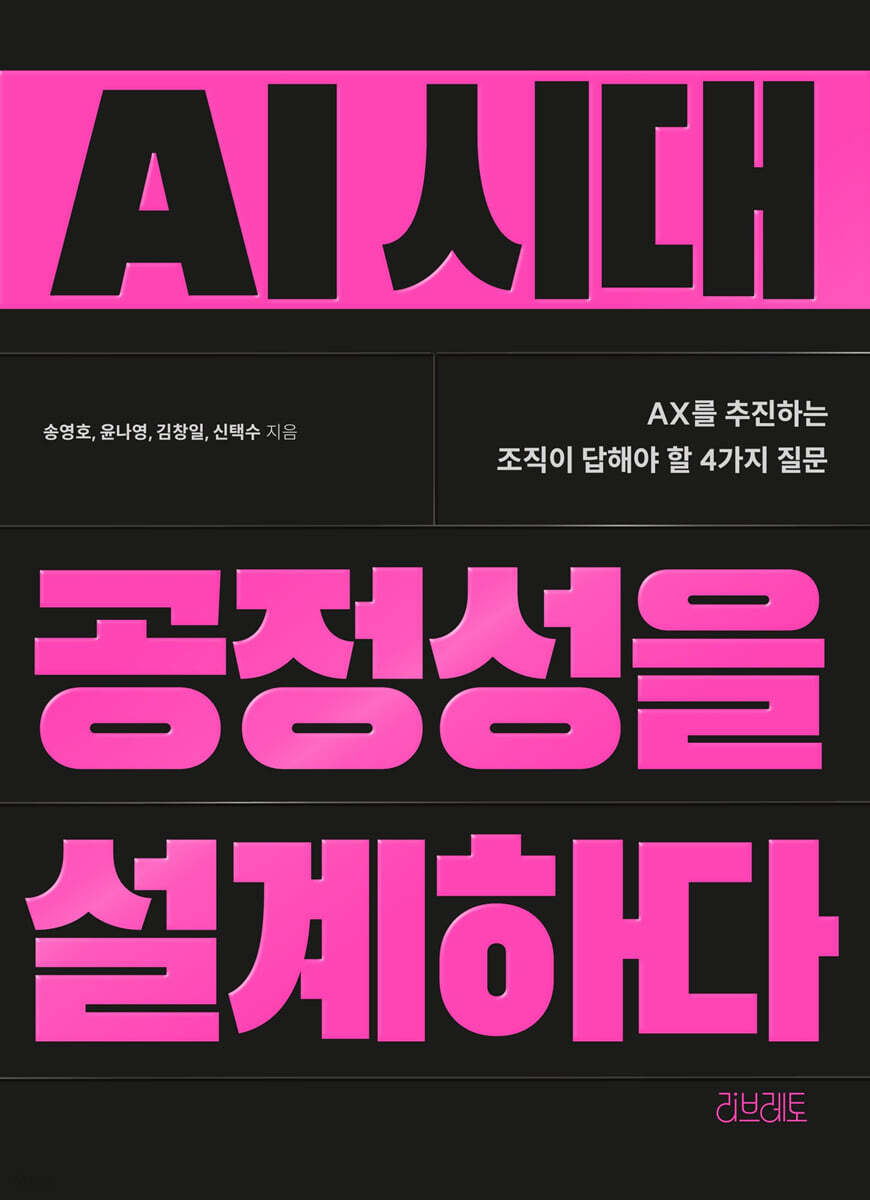 AI 시대
송영호, 윤나영, 김창일, 신택수 지음
AX를 추진하는
조직이 답해야 할 4가지 질문
공정성을
설계하다
리브레토